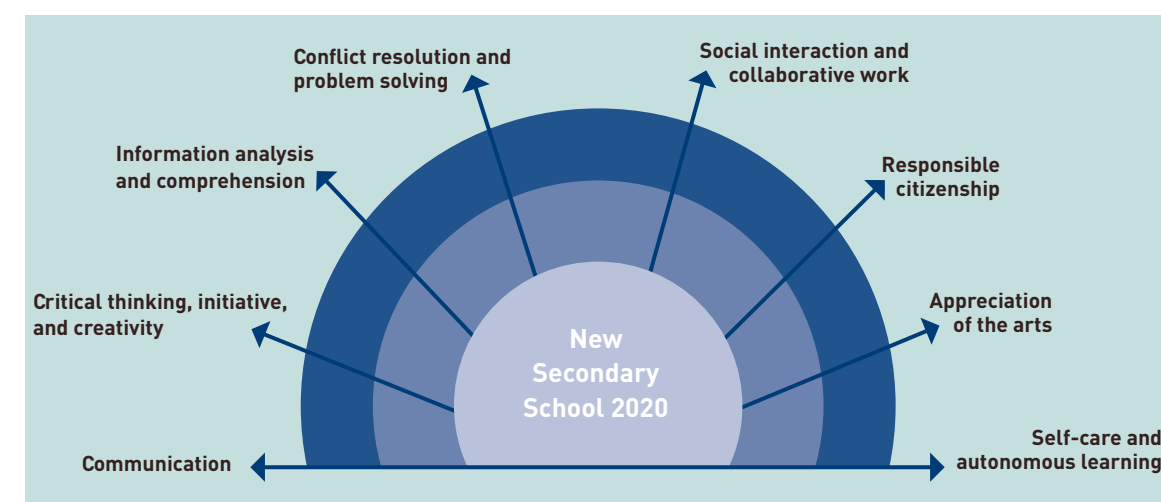 Conflict resolution and
problem solving
Social interaction and
collaborative work
Information analysis
and comprehension
Responsible
citizenship
Critical thinking, initiative,
and creativity
Appreciation
of the arts
New
Secondary
School 2020
Communication
Self-care and
autonomous learning